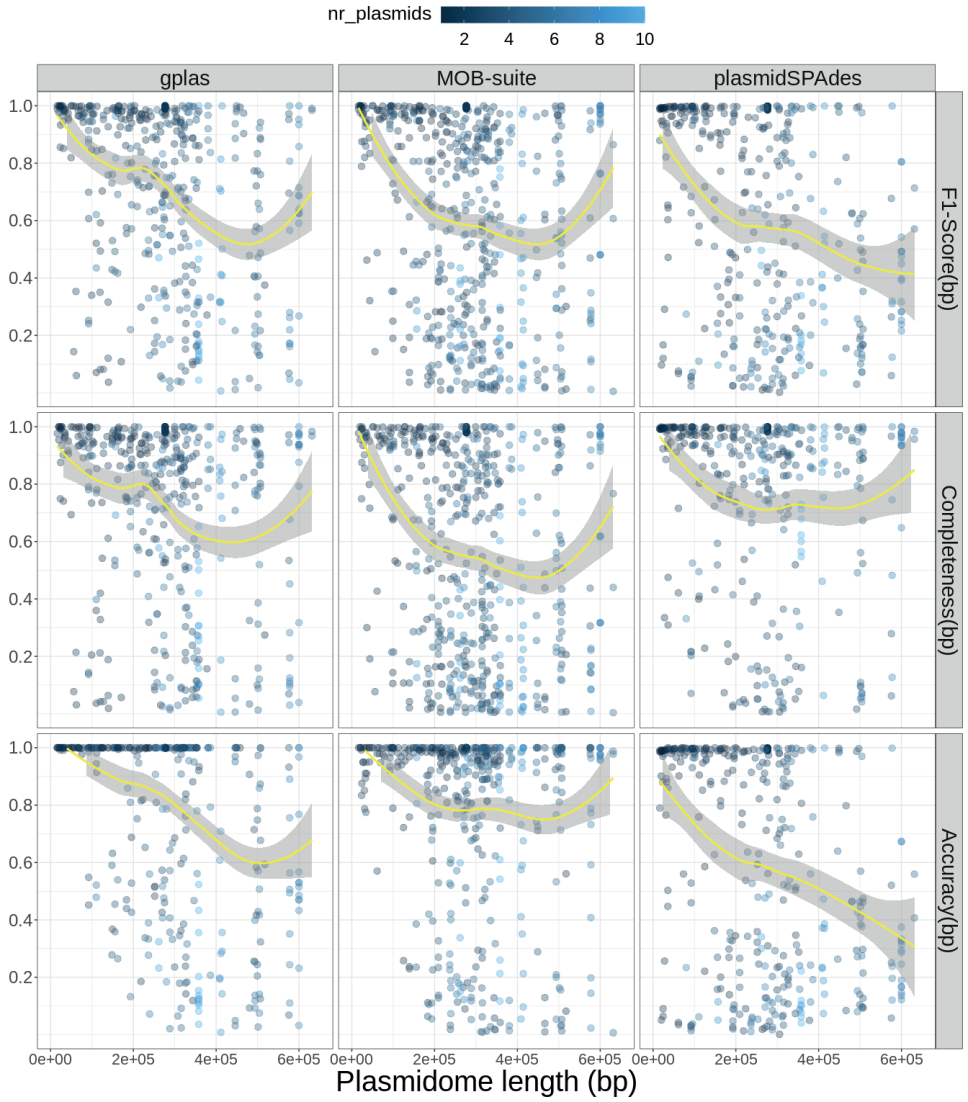 nr_plasmids
2 4 6 8 10
gplas MOB-suite plasmidSPAdes
1.0
0.8
0.6
0.4
0.2
F1-Score(bp)
1.0
0.8
0.6
0.4
0.2
Completeness(bp)
1.0
0.8
0.6
0.4
0.2
Accuracy(bp)
0e+00 2e+05 4e+05 6e+05 0e+00 2e+05 4e+05 6e+05 0e+00 2e+05 4e+05 6e+05
Plasmidome length (bp)